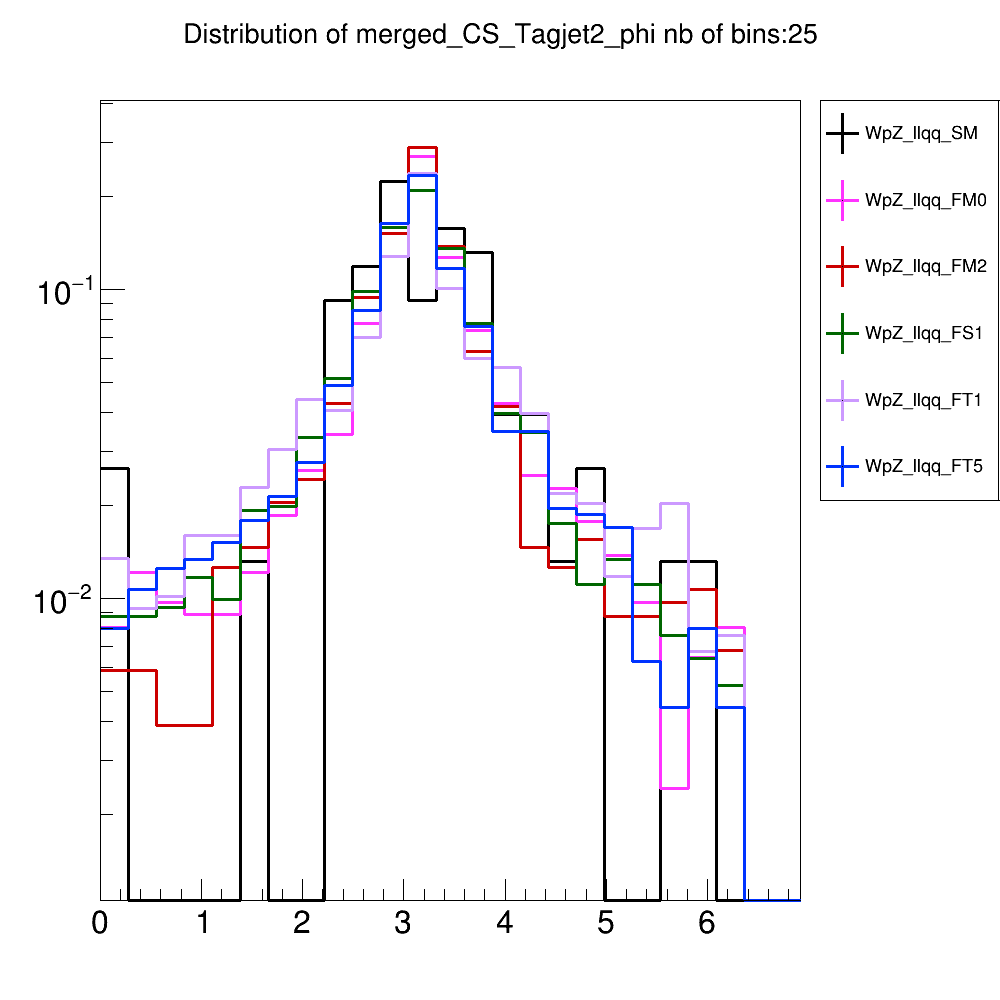 Distribution of merged_CS_Tagjet2_phi nb of bins:25
WpZ_llqq_SM
WpZ_llqq_FM0
WpZ_llqq_FM2
WpZ_llqq_FS1
WpZ_llqq_FT1
WpZ_llqq_FT5
10⁻¹
10⁻²
0 1 2 3 4 5 6